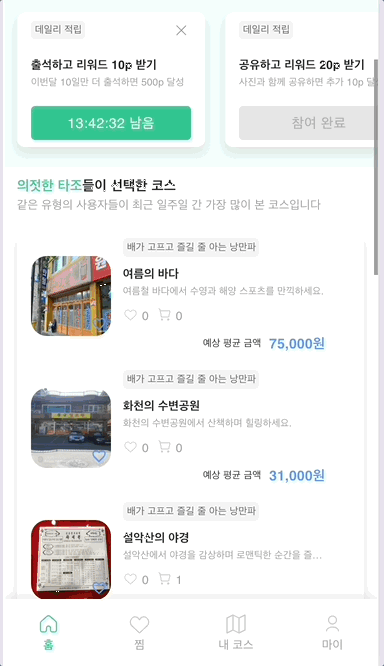 데일리 적립
출석하고 리워드 10p 받기
이번달 10일만 더 출석하면 500p 달성
13:42:32 남음
데일리 적립
공유하고 리워드 20p 받기
사진과 함께 공유하면 추가 10p 달
참여 완료
의젓한 타조들이 선택한 코스
같은 유형의 사용자들이 최근 일주일 간 가장 많이 본 코스입니다
배가 고프고 즐길 줄 아는 낭만파
여름의 바다
여름철 바다에서 수영과 해양 스포츠를 만끽하세요.
0 0
예상 평균 금액 75,000원
배가 고프고 즐길 줄 아는 낭만파
화천의 수변공원
화천의 수변공원에서 산책하며 힐링하세요.
0 0
예상 평균 금액 31,000원
배가 고프고 즐길 줄 아는 낭만파
설악산의 야경
설악산에서 야경을 감상하며 로맨틱한 순간을 즐...
0 1
홈 찜 내 코스 마이